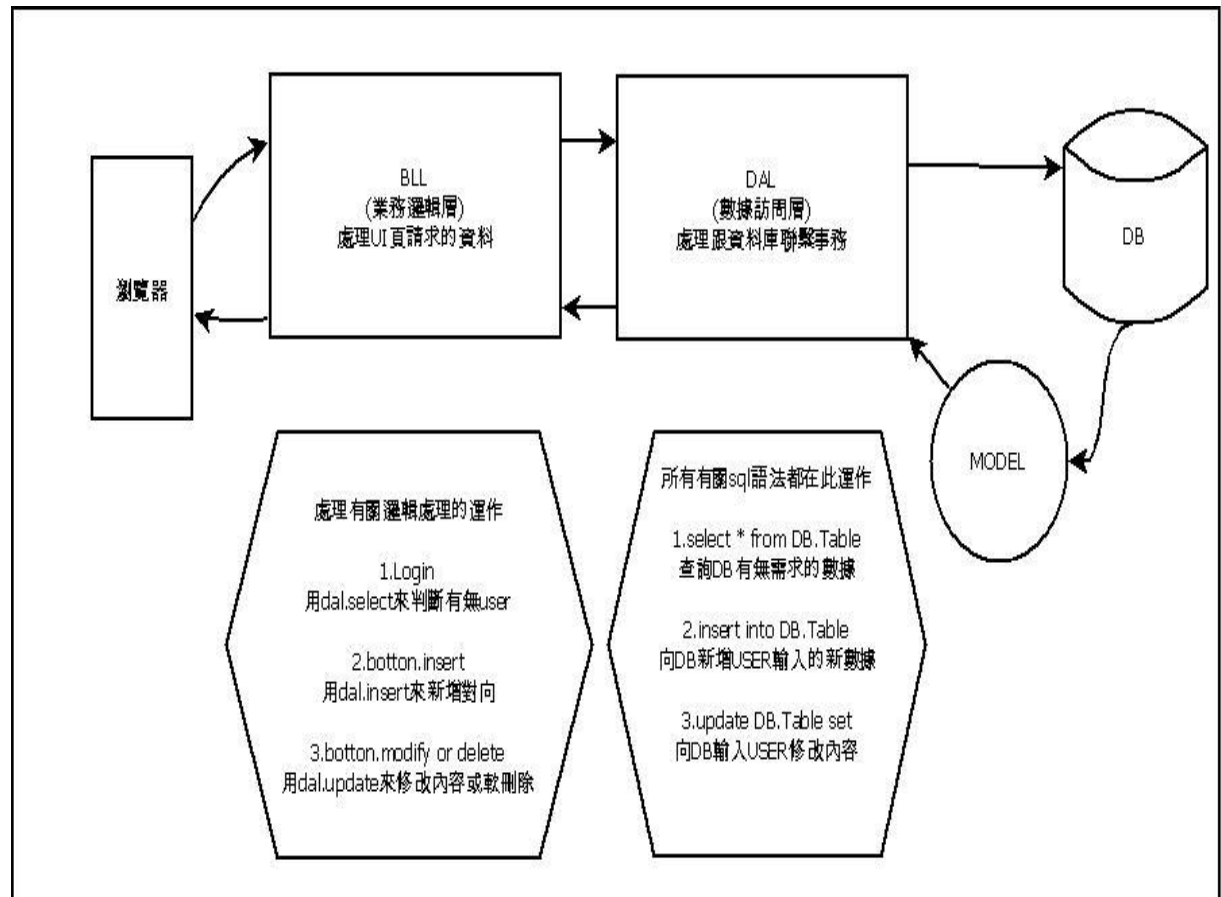 瀏覽器
BLL
(業務邏輯層)
處理UI頁請求的資料
DAL
(數據訪問層)
處理跟資料庫聯繫事務
DB
MODEL
處理有關邏輯處理的運作
1.Login
用dal.select來判斷有無user
2.botton.insert
用dal.insert來新增對向
3.botton.modify or delete
用dal.update來修改內容或軟刪除
所有有關sql語法都在此運作
1.select * from DB.Table
查詢DB有無需求的數據
2.insert into DB.Table
向DB新增USER輸入的新數據
3.update DB.Table set
向DB輸入USER修改內容